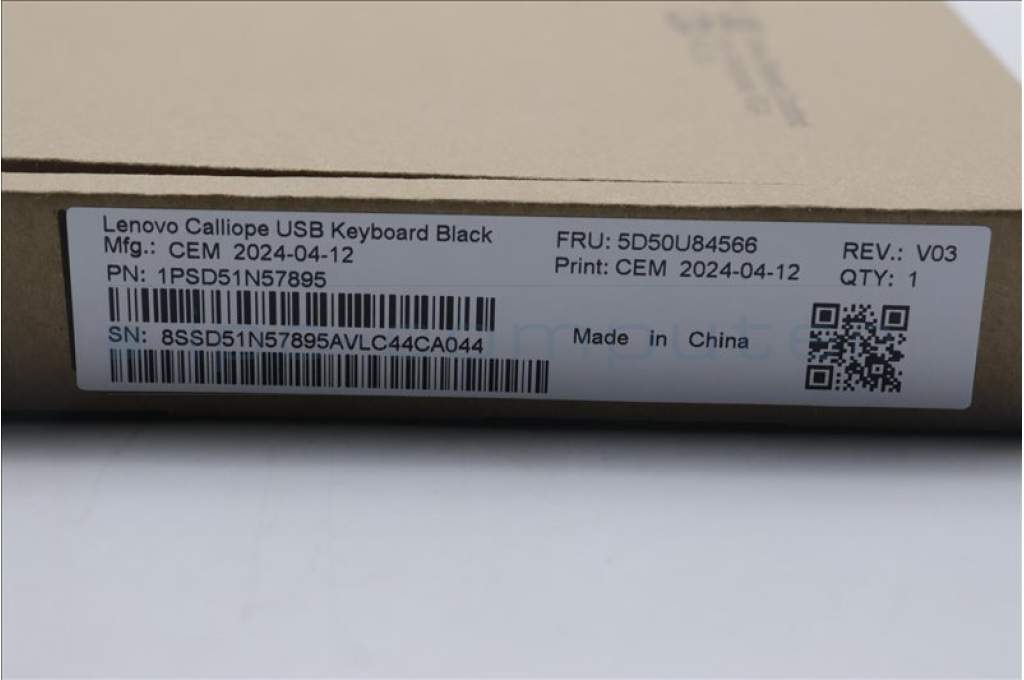 Lenovo Calliope USB Keyboard Black
Mfg.: CEM 2024-04-12
PN: 1PSD51N57895
SN: 8SSD51N57895AVLC44CA044
FRU: 5D50U84566
Print: CEM 2024-04-12
Made in China
REV.: V03
QTY: 1